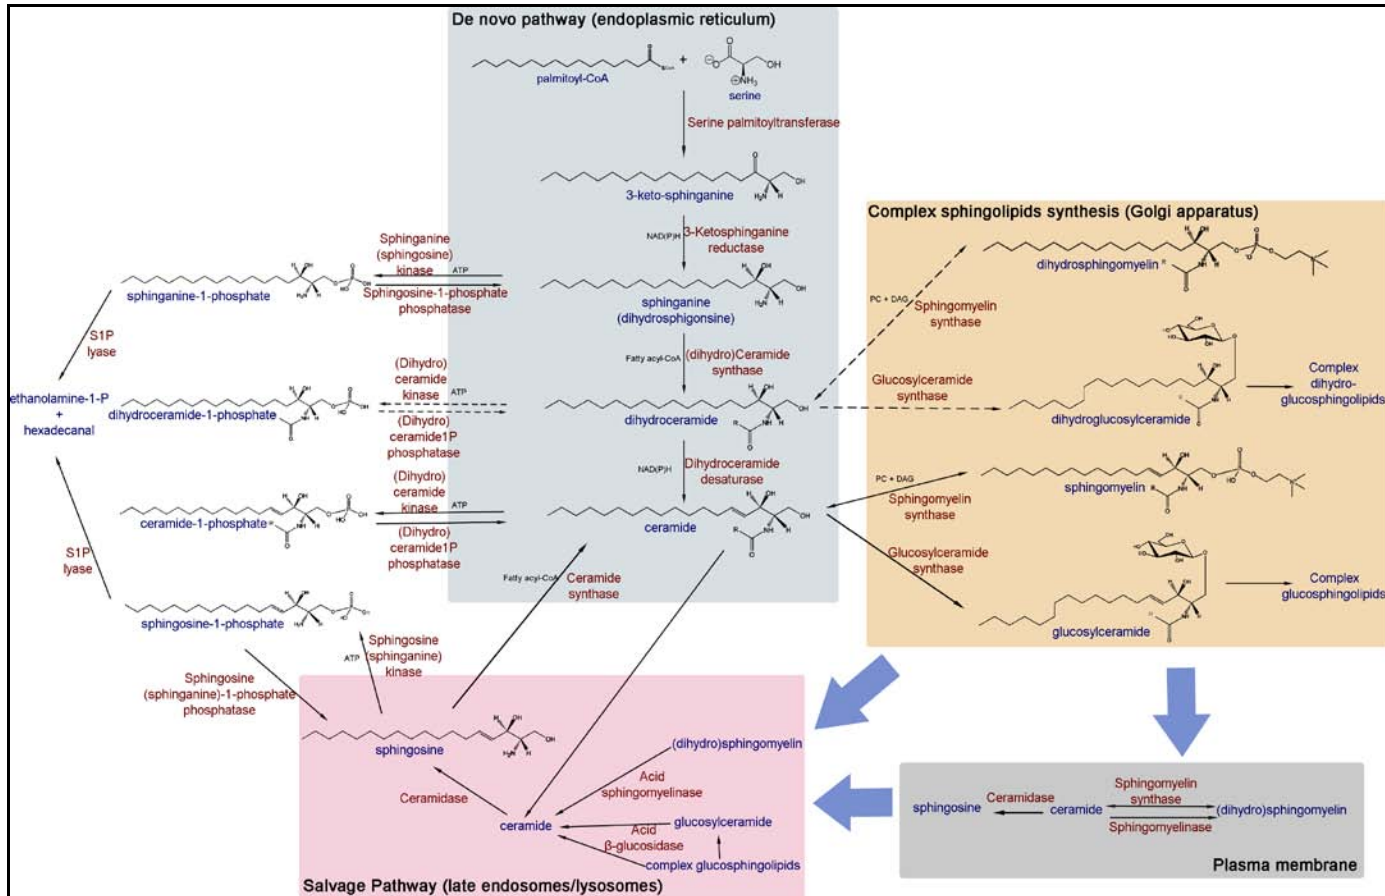 De novo pathway (endoplasmic reticulum)
palmitoyl-CoA
+
serine
Serine palmitoyltransferase
3-keto-sphinganine
NAD(P)H
3-Ketosphinganine
reductase
sphinganine
(dihydrosphigonsine)
Fatty acyl-CoA
(dihydro)Ceramide
synthase
dihydroceramide
NAD(P)H
Dihydroceramide
desaturase
ceramide
Fatty acyl-CoA
Ceramide
synthase
Sphinganine
(sphingosine)
kinase
ATP
Sphingosine-1-phosphate
phosphatase
sphinganine-1-phosphate
S1P
lyase
ethanolamine-1-P
+
hexadecanal
(Dihydro)
ceramide
kinase
ATP
dihydroceramide-1-phosphate
(Dihydro)
ceramide1P
phosphatase
(Dihydro)
ceramide
kinase
ATP
ceramide-1-phosphate
(Dihydro)
ceramide1P
phosphatase
S1P
lyase
sphingosine-1-phosphate
ATP
Sphingosine
(sphinganine)
kinase
Sphingosine
(sphinganine)-1-phosphate
phosphatase
Complex sphingolipids synthesis (Golgi apparatus)
dihydrosphingomyelin
PC + DAG
Sphingomyelin
synthase
Glucosylceramide
synthase
dihydroglucosylceramide
Complex
dihydro-
glucosphingolipids
PC + DAG
Sphingomyelin
synthase
sphingomyelin
Glucosylceramide
synthase
glucosylceramide
Complex
glucosphingolipids
sphingosine
(dihydro)sphingomyelin
Acid
sphingomyelinase
Ceramidase
ceramide
glucosylceramide
Acid
β-glucosidase
complex glucosphingolipids
Salvage Pathway (late endosomes/lysosomes)
sphingosine
Ceramidase
ceramide
Sphingomyelin
synthase
(dihydro)sphingomyelin
Sphingomyelinase
Plasma membrane